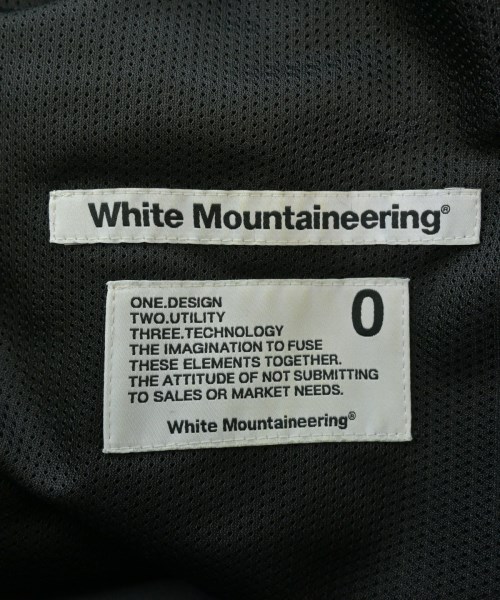 White Mountaineering®
ONE.DESIGN
0
TWO.UTILITY
THREE.TECHNOLOGY
THE IMAGINATION TO FUSE
THESE ELEMENTS TOGETHER.
THE ATTITUDE OF NOT SUBMITTING
TO SALES OR MARKET NEEDS.
White Mountaineering®